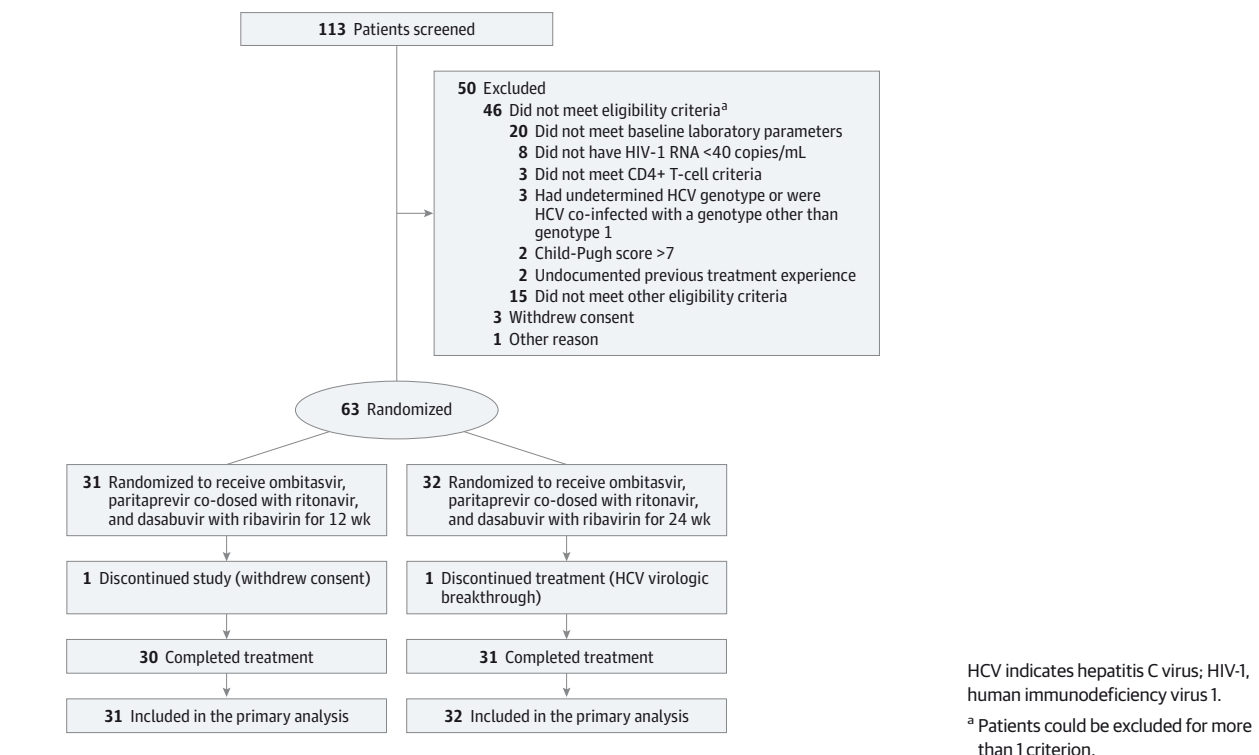 113 Patients screened
50 Excluded
46 Did not meet eligibility criteriaa
20 Did not meet baseline laboratory parameters
8 Did not have HIV-1 RNA <40 copies/mL
3 Did not meet CD4+ T-cell criteria
3 Had undetermined HCV genotype or were
HCV co-infected with a genotype other than
genotype 1
2 Child-Pugh score >7
2 Undocumented previous treatment experience
15 Did not meet other eligibility criteria
3 Withdrew consent
1 Other reason
63 Randomized
31 Randomized to receive ombitasvir,
paritaprevir co-dosed with ritonavir,
and dasabuvir with ribavirin for 12 wk
32 Randomized to receive ombitasvir,
paritaprevir co-dosed with ritonavir,
and dasabuvir with ribavirin for 24 wk
1 Discontinued study (withdrew consent)
1 Discontinued treatment (HCV virologic
breakthrough)
30 Completed treatment
31 Completed treatment
31 Included in the primary analysis
32 Included in the primary analysis
HCV indicates hepatitis C virus; HIV-1,
human immunodeficiency virus 1.
a Patients could be excluded for more
than 1 criterion.